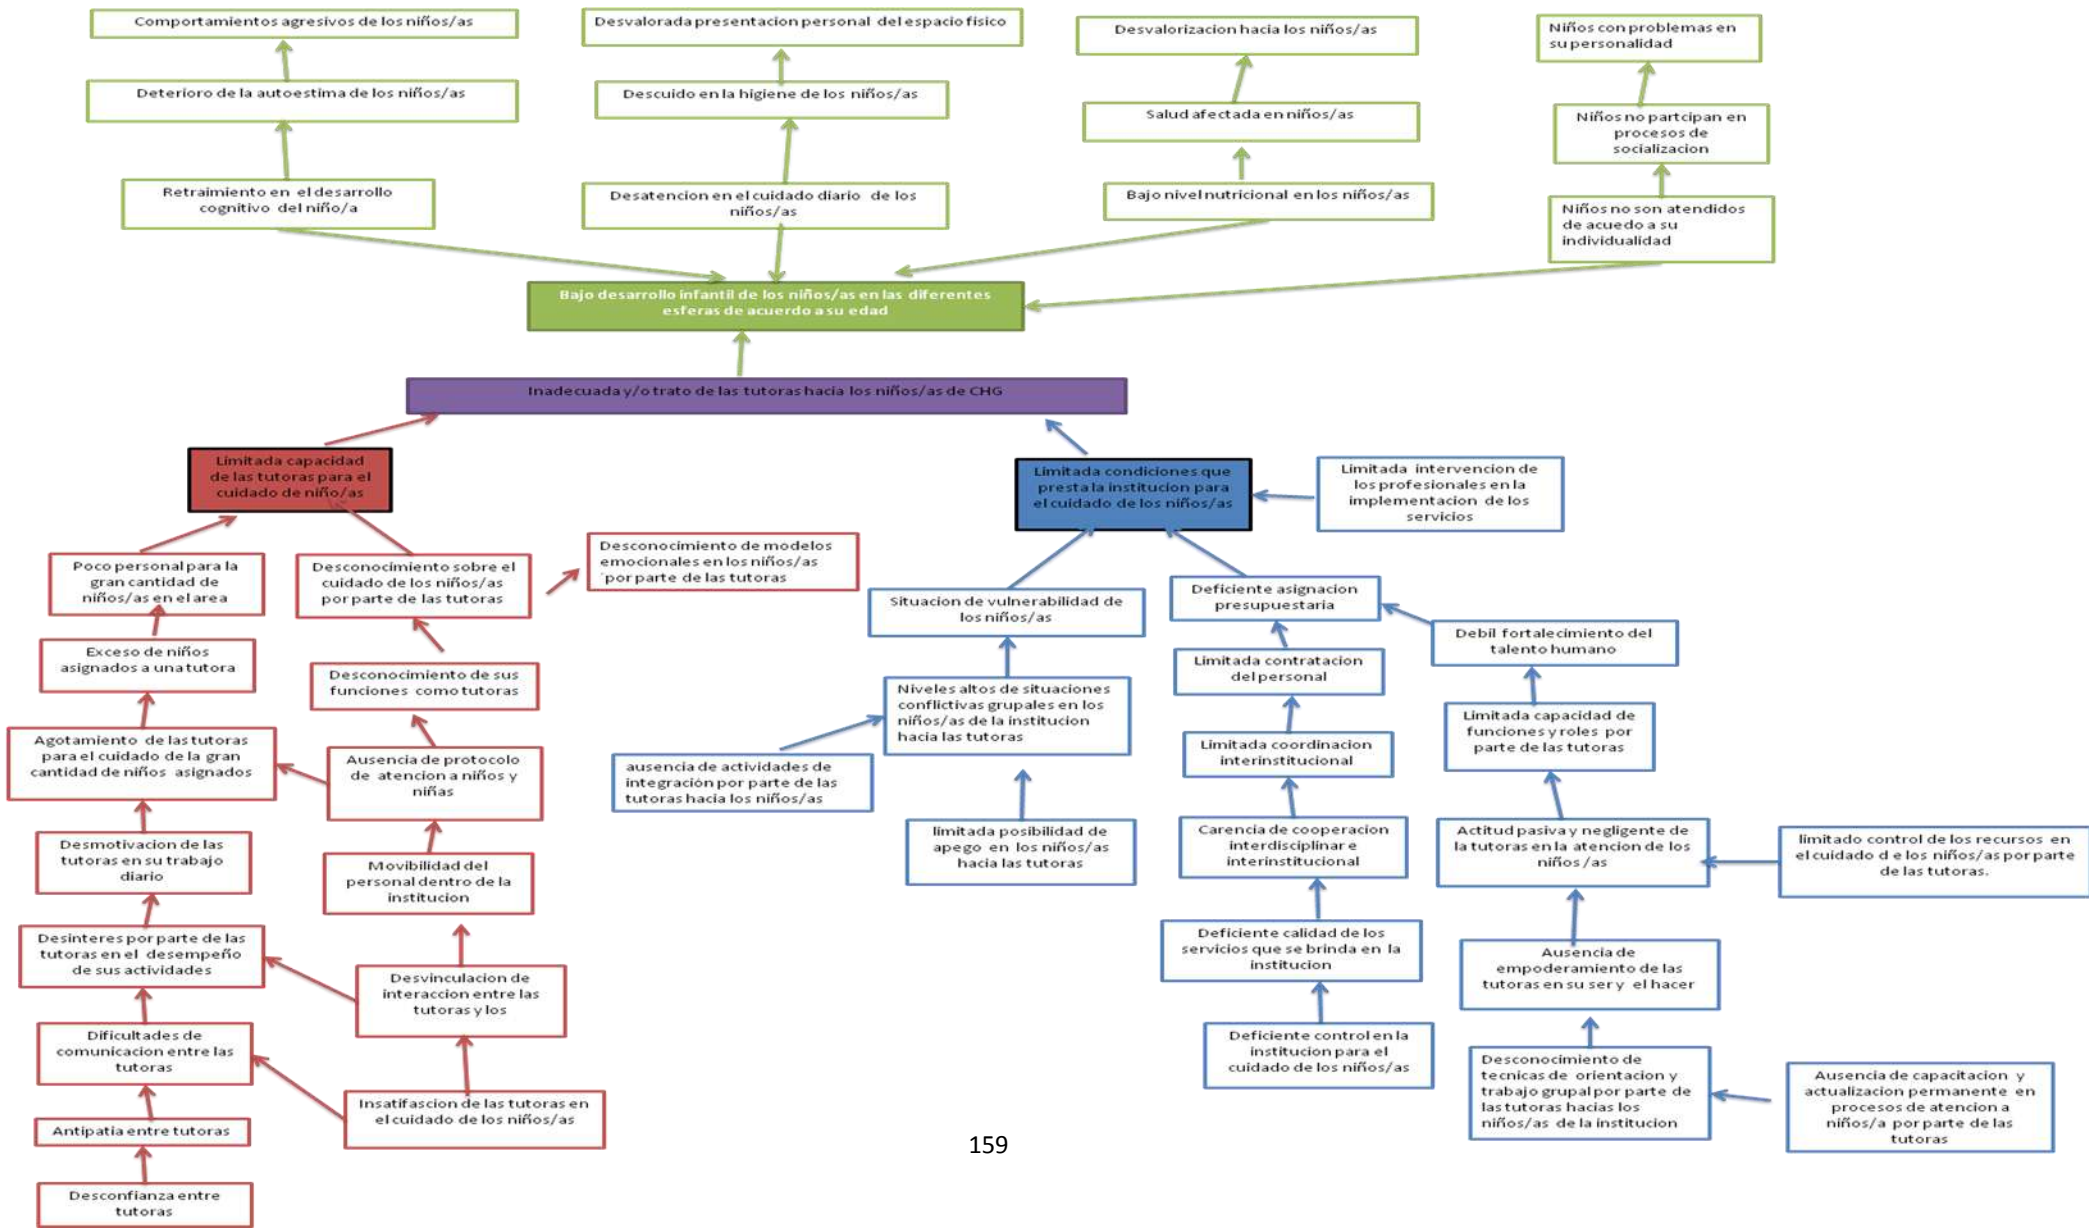 Comportamientos agresivos de los niños/as
Deterioro de la autoestima de los niños/as
Retraimiento en el desarrollo
cognitivo del niño/a
Desvalorada presentacion personal del espacio físico
Descuido en la higiene de los niños/as
Desatencion en el cuidado diario de los
niños/as
Desvalorizacion hacia los niños/as
Salud afectada en niños/as
Bajo nivel nutricional en los niños/as
Niños con problemas en
su personalidad
Niños no partcipan en
procesos de
socializacion
Niños no son atendidos
de acuedo a su
individualidad
Bajo desarrollo infantil de los niños/as en las diferentes
esferas de acuerdo a su edad
Inadecuada y/o trato de las tutoras hacia los niños/as de CHG
Limitada capacidad
de las tutoras para el
cuidado de niño/as
Poco personal para la
gran cantidad de
niños/as en el area
Exceso de niños
asignados a una tutora
Agotamiento de las tutoras
para el cuidado de la gran
cantidad de niños asignados
Desmotivacion de las
tutoras en su trabajo
diario
Desinteres por parte de las
tutoras en el desempeño
de sus actividades
Dificultades de
comunicacion entre las
tutoras
Antipatia entre tutoras
Desconfianza entre
tutoras
Desconocimiento sobre el
cuidado de los niños/as
por parte de las tutoras
Desconocimiento de sus
funciones como tutoras
Ausencia de protocolo
de atencion a niños y
niñas
Movibilidad del
personal dentro de la
institucion
Desvinculacion de
interaccion entre las
tutoras y los
Insatifascion de las tutoras en
el cuidado de los niños/as
Desconocimiento de modelos
emocionales en los niños/as
´por parte de las tutoras
Limitada condiciones que
presta la institucion para
el cuidado de los niños/as
Limitada intervencion de
los profesionales en la
implementacion de los
servicios
Situacion de vulnerabilidad de
los niños/as
Niveles altos de situaciones
conflictivas grupales en los
niños/as de la institucion
hacia las tutoras
ausencia de actividades de
integración por parte de las
tutoras hacia los niños/as
limitada posibilidad de
apego en los niños/as
hacia las tutoras
Deficiente asignacion
presupuestaria
Limitada contratacion
del personal
Limitada coordinacion
interinstitucional
Carencia de cooperacion
interdisciplinar e
interinstitucional
Deficiente calidad de los
servicios que se brinda en la
institucion
Deficiente control en la
institucion para el
cuidado de los niños/as
Debil fortalecimiento del
talento humano
Limitada capacidad de
funciones y roles por
parte de las tutoras
Actitud pasiva y negligente de
la tutoras en la atencion de los
niños /as
limitado control de los recursos en
el cuidado d e los niños/as por parte
de las tutoras.
Ausencia de
empoderamiento de las
tutoras en su ser y el hacer
Desconocimiento de
tecnicas de orientacion y
trabajo grupal por parte de
las tutoras hacias los
niños/as de la institucion
Ausencia de capacitacion y
actualizacion permanente en
procesos de atencion a
niños/a por parte de las
tutoras
159